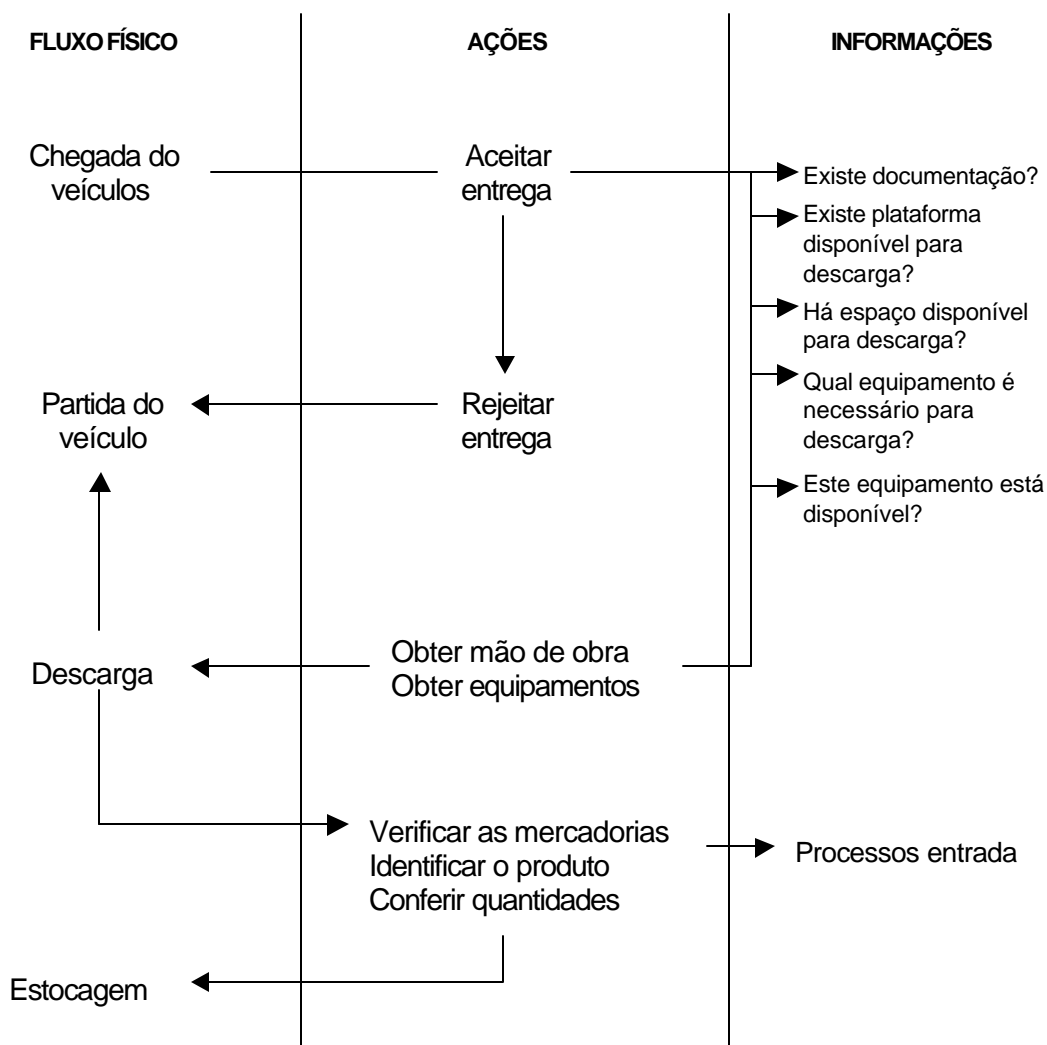 FLUXO FÍSICO
AÇÕES
INFORMAÇÕES
Chegada do
veículos
Aceitar
entrega
Existe documentação?
Existe plataforma
disponível para
descarga?
Há espaço disponível
para descarga?
Qual equipamento é
necessário para
descarga?
Partida do
veículo
Rejeitar
entrega
Este equipamento está
disponível?
Descarga
Obter mão de obra
Obter equipamentos
Verificar as mercadorias
Identificar o produto
Conferir quantidades
Processos entrada
Estocagem